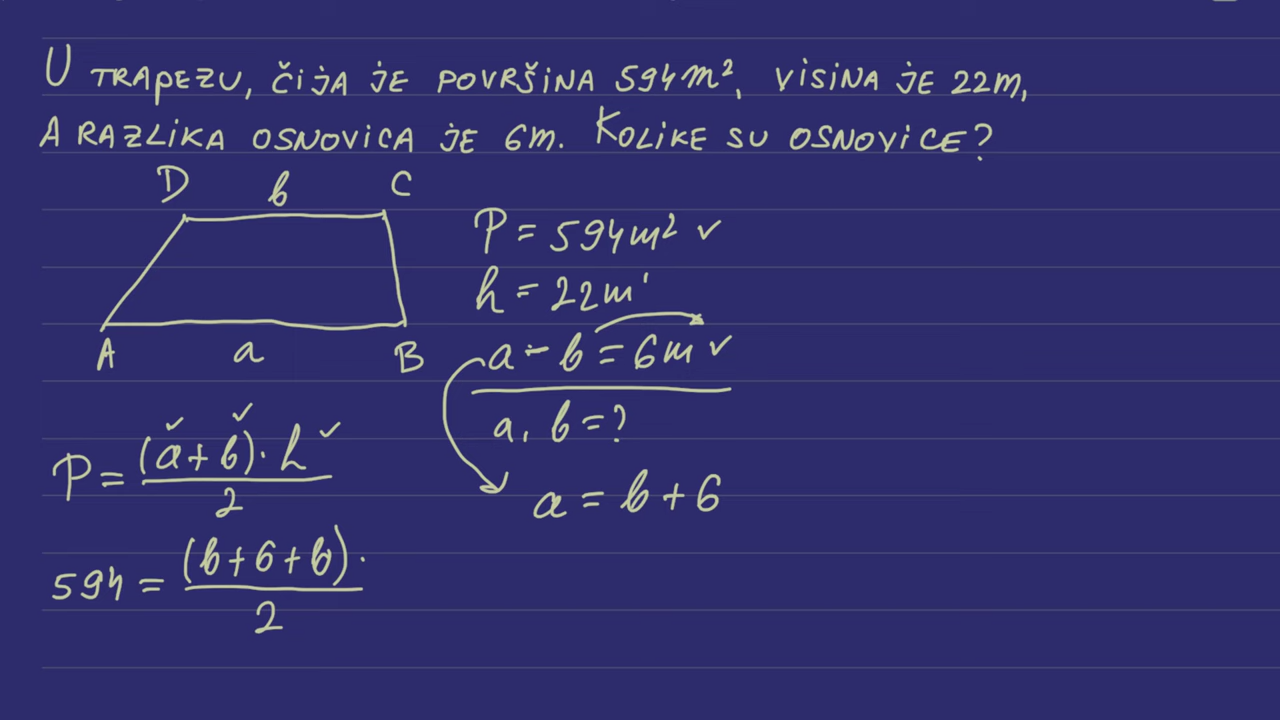 U TRAPEZU, ČIJA JE POVRŠINA 594m², VISINA JE 22m,
A RAZLIKA OSNOVICA JE 6m. KOLIKE SU OSNOVICE?
D b C
P = 594m² ✓
h = 22m'
A a B
a - b = 6m ✓
a, b = ?
P = (a + b) · h / 2
a = b + 6
594 = (b + 6 + b) · / 2